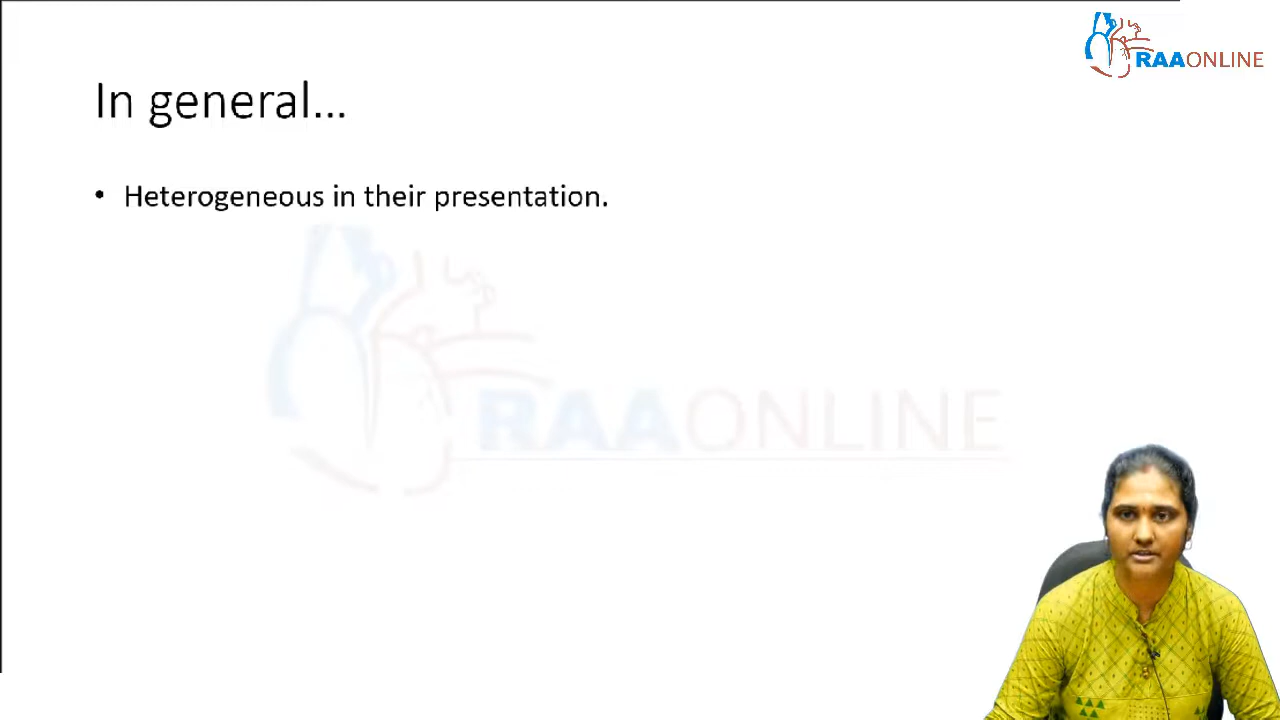 RAAONLINE
In general...
• Heterogeneous in their presentation.
RAAONLINE